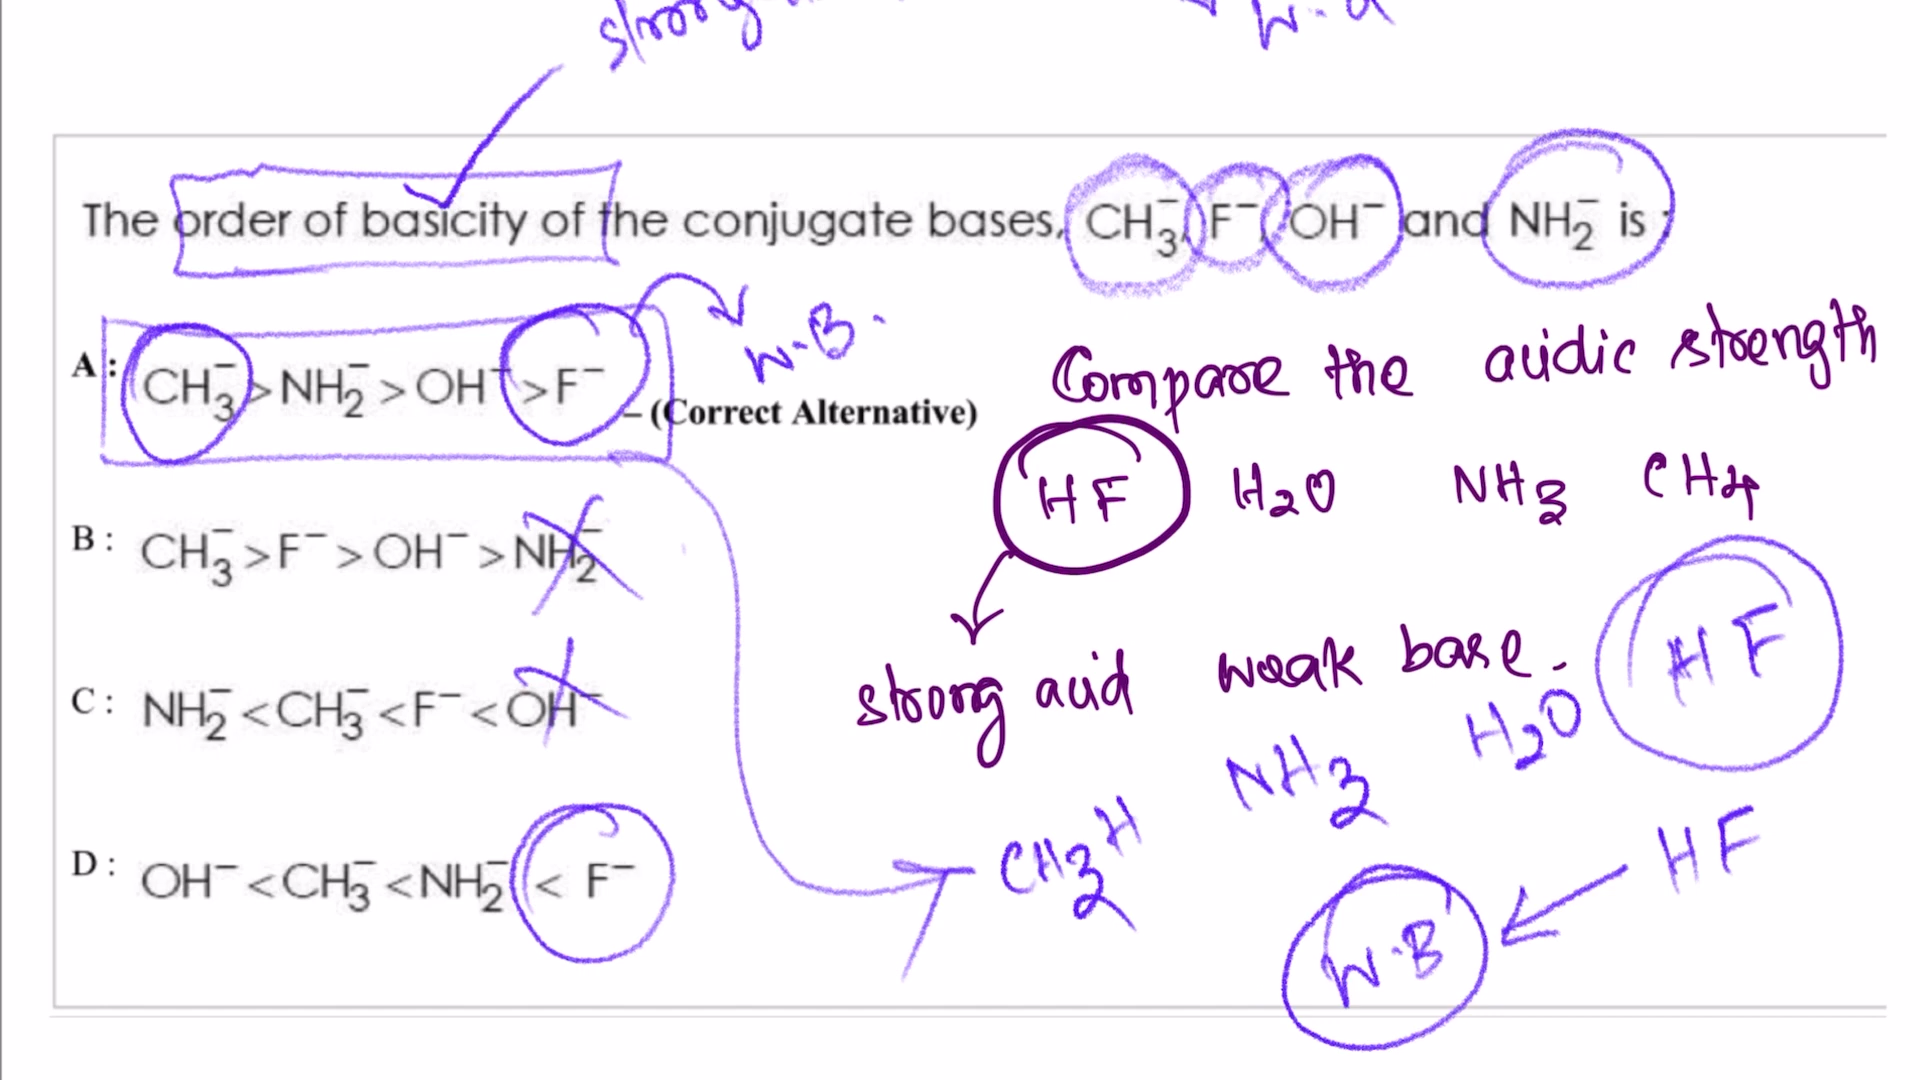 strong W.a
The order of basicity of the conjugate bases, CH₃⁻, F⁻, OH⁻ and NH₂⁻ is :
A : CH₃⁻ > NH₂⁻ > OH⁻ > F⁻ – (Correct Alternative)
W.B.
Compare the acidic strength
HF H₂O NH₃ CH₄
B : CH₃⁻ > F⁻ > OH⁻ > NH₂⁻
strong acid weak base.
HF
C : NH₂⁻ < CH₃⁻ < F⁻ < OH⁻
CH₃H NH₃ H₂O HF
D : OH⁻ < CH₃⁻ < NH₂⁻ < F⁻
W.B